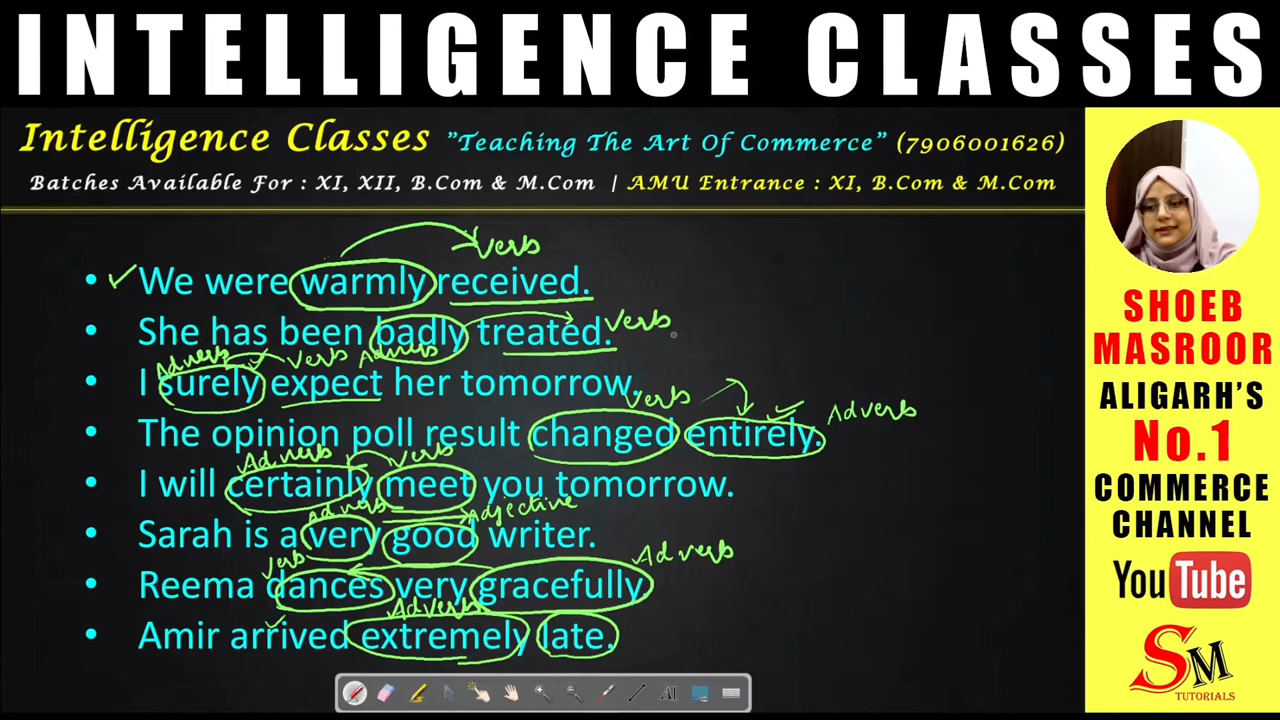 INTELLIGENCE CLASSES
Intelligence Classes "Teaching The Art Of Commerce" (7906001626)
Batches Available For : XI, XII, B.Com & M.Com | AMU Entrance : XI, B.Com & M.Com
Verb
• We were warmly received.
• She has been badly treated. Verb
Adverb Verb Adverb
• I surely expect her tomorrow.
Verb Adverb
• The opinion poll result changed entirely.
Adverb Verb
• I will certainly meet you tomorrow.
Adverb Adjective
• Sarah is a very good writer.
Verb Adverb
• Reema dances very gracefully
Adverb
• Amir arrived extremely late.
SHOEB
MASROOR
ALIGARH'S
No.1
COMMERCE
CHANNEL
YouTube
SM
TUTORIALS